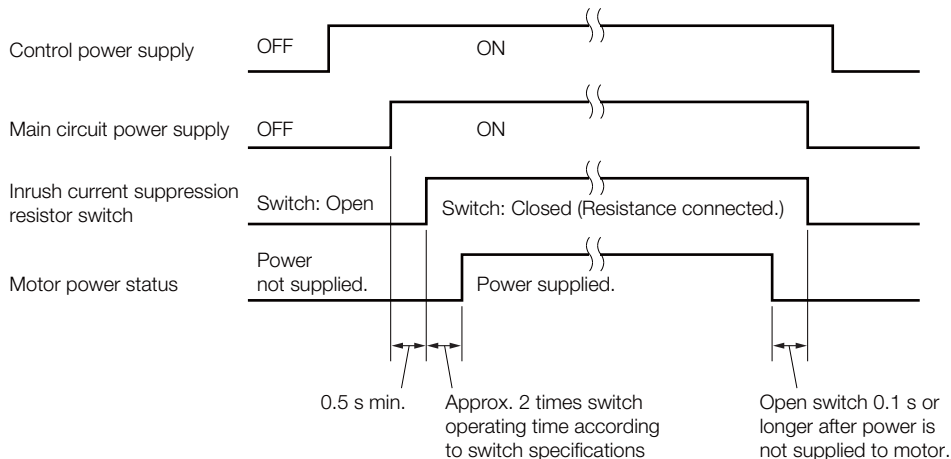 Control power supply OFF ON
Main circuit power supply OFF ON
Inrush current suppression
resistor switch
Switch: Open Switch: Closed (Resistance connected.)
Motor power status
Power
not supplied.
Power supplied.
0.5 s min.
Approx. 2 times switch
operating time according
to switch specifications
Open switch 0.1 s or
longer after power is
not supplied to motor.